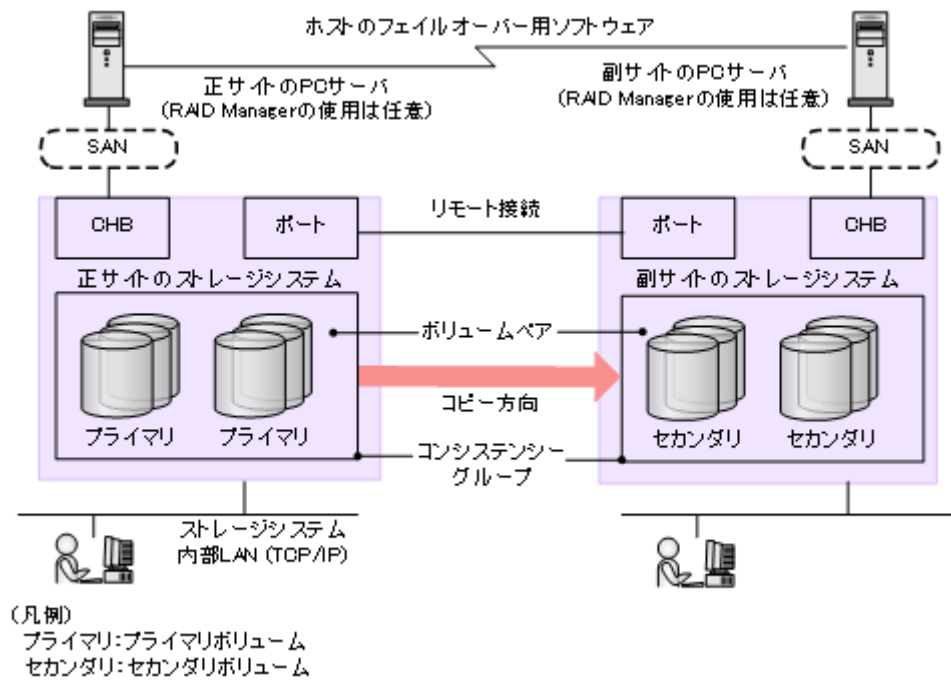 ホストのフェイルオーバー用ソフトウェア
正サイトのPCサーバ
(RAID Managerの使用は任意)
副サイトのPCサーバ
(RAID Managerの使用は任意)
SAN
SAN
CHB
ポート
リモート接続
ポート
CHB
正サイトのストレージシステム
副サイトのストレージシステム
ボリュームペア
コピー方向
プライマリ
プライマリ
セカンダリ
セカンダリ
コンシステンシー
グループ
ストレージシステム
内部LAN (TCP/IP)
(凡例)
プライマリ:プライマリボリューム
セカンダリ:セカンダリボリューム